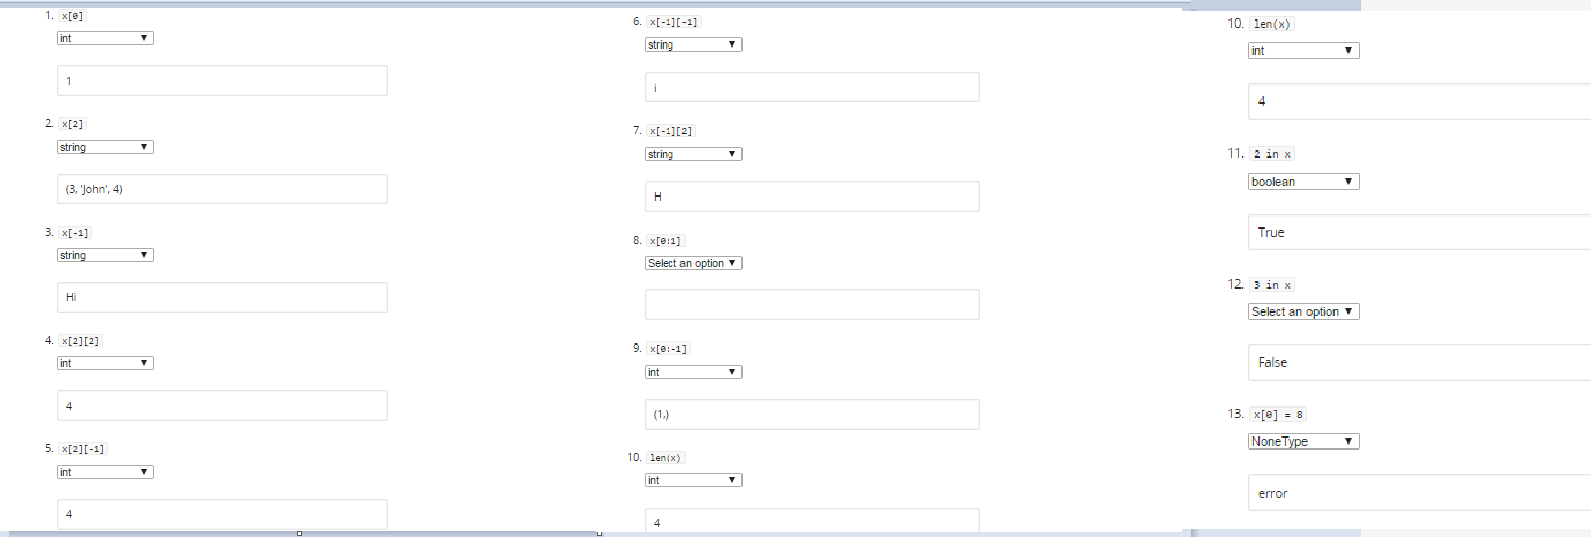 1. x[0]
int
1
2. x[2]
string
(3, 'John', 4)
3. x[-1]
string
Hi
4. x[2][2]
int
4
5. x[2][-1]
int
4
6. x[-1][-1]
string
i
7. x[-1][2]
string
H
8. x[0:1]
Select an option
9. x[0:-1]
int
(1,)
10. len(x)
int
4
10. len(x)
int
4
11. 2 in x
boolean
True
12. 3 in x
Select an option
False
13. x[0] = 8
NoneType
error